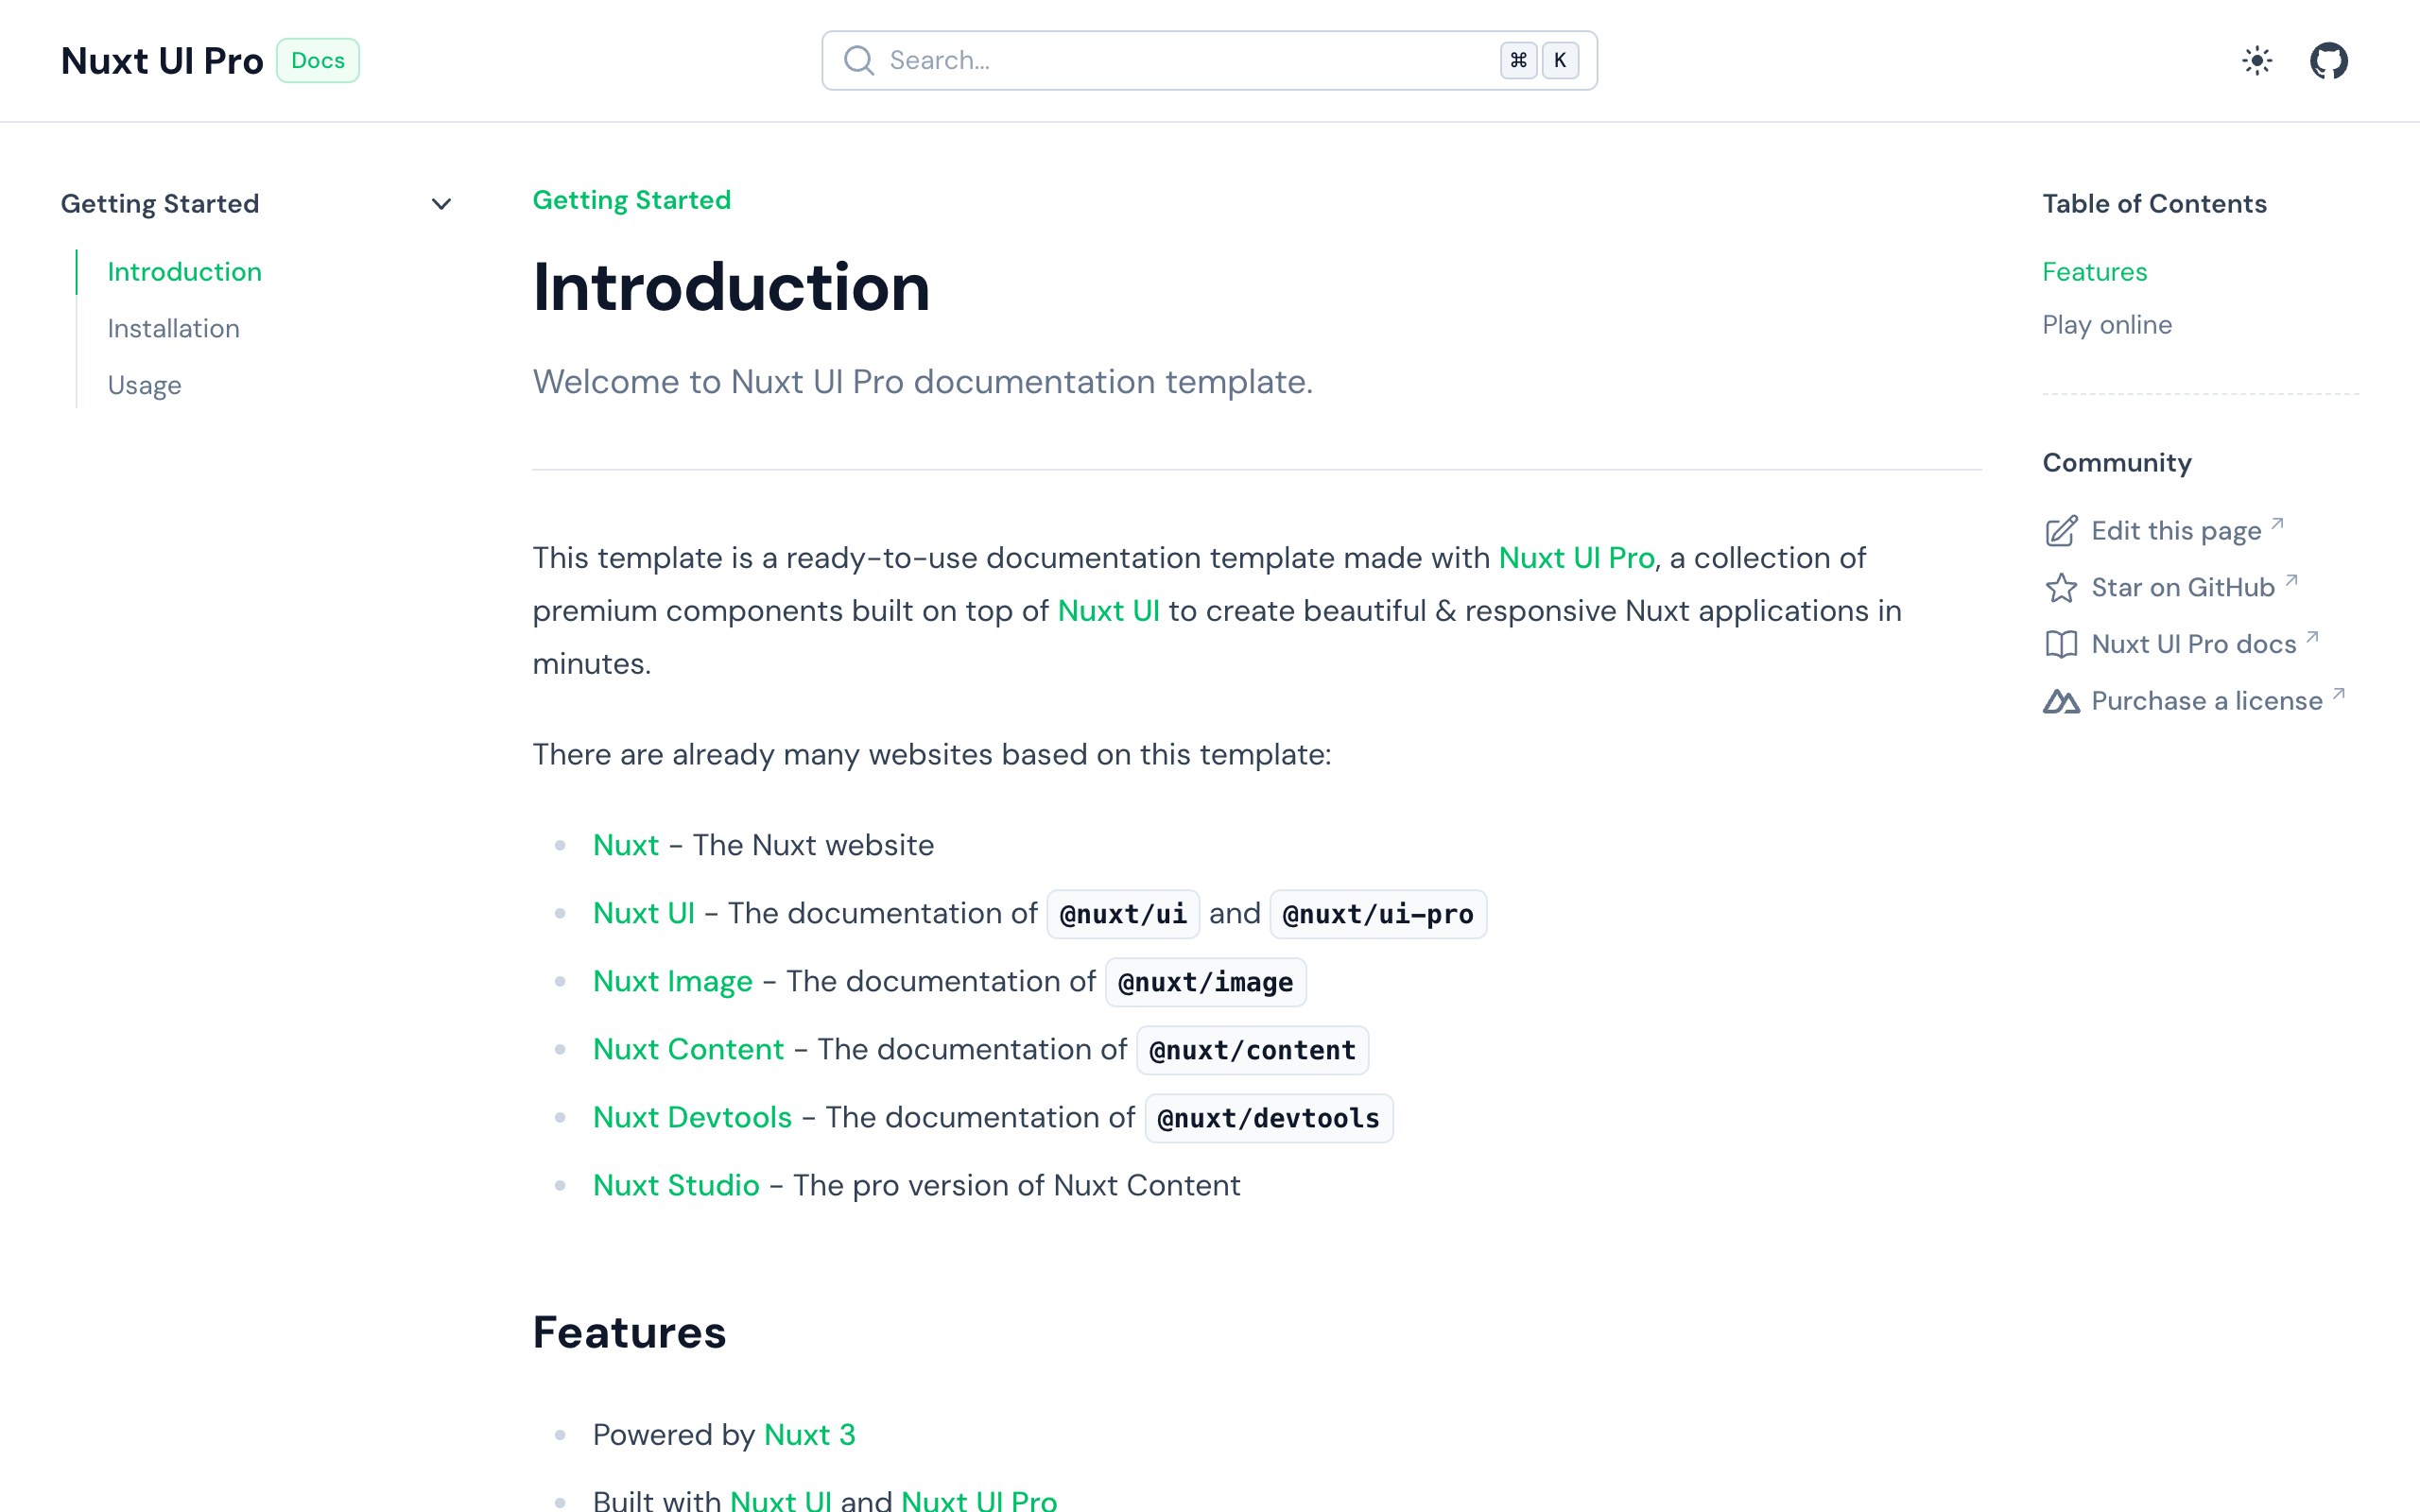 Nuxt UI Pro Docs
Search...
⌘ K
Getting Started
Introduction
Installation
Usage
Getting Started
Introduction
Welcome to Nuxt UI Pro documentation template.
This template is a ready-to-use documentation template made with Nuxt UI Pro, a collection of
premium components built on top of Nuxt UI to create beautiful & responsive Nuxt applications in
minutes.
There are already many websites based on this template:
Nuxt - The Nuxt website
Nuxt UI - The documentation of @nuxt/ui and @nuxt/ui-pro
Nuxt Image - The documentation of @nuxt/image
Nuxt Content - The documentation of @nuxt/content
Nuxt Devtools - The documentation of @nuxt/devtools
Nuxt Studio - The pro version of Nuxt Content
Features
Powered by Nuxt 3
Built with Nuxt UI and Nuxt UI Pro
Table of Contents
Features
Play online
Community
Edit this page
Star on GitHub
Nuxt UI Pro docs
Purchase a license